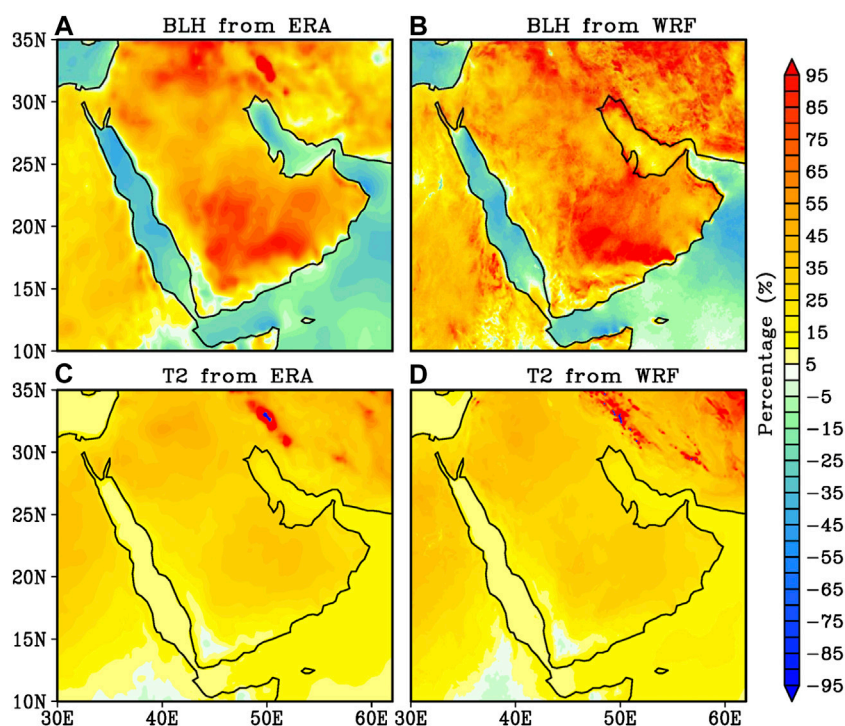 A BLH from ERA
B BLH from WRF
35N
30N
25N
20N
15N
10N
C T2 from ERA
D T2 from WRF
35N
30N
25N
20N
15N
10N
30E 40E 50E 60E 30E 40E 50E 60E
95
85
75
65
55
45
35
25
15
5
-5
-15
-25
-35
-45
-55
-65
-75
-85
-95
Percentage (%)